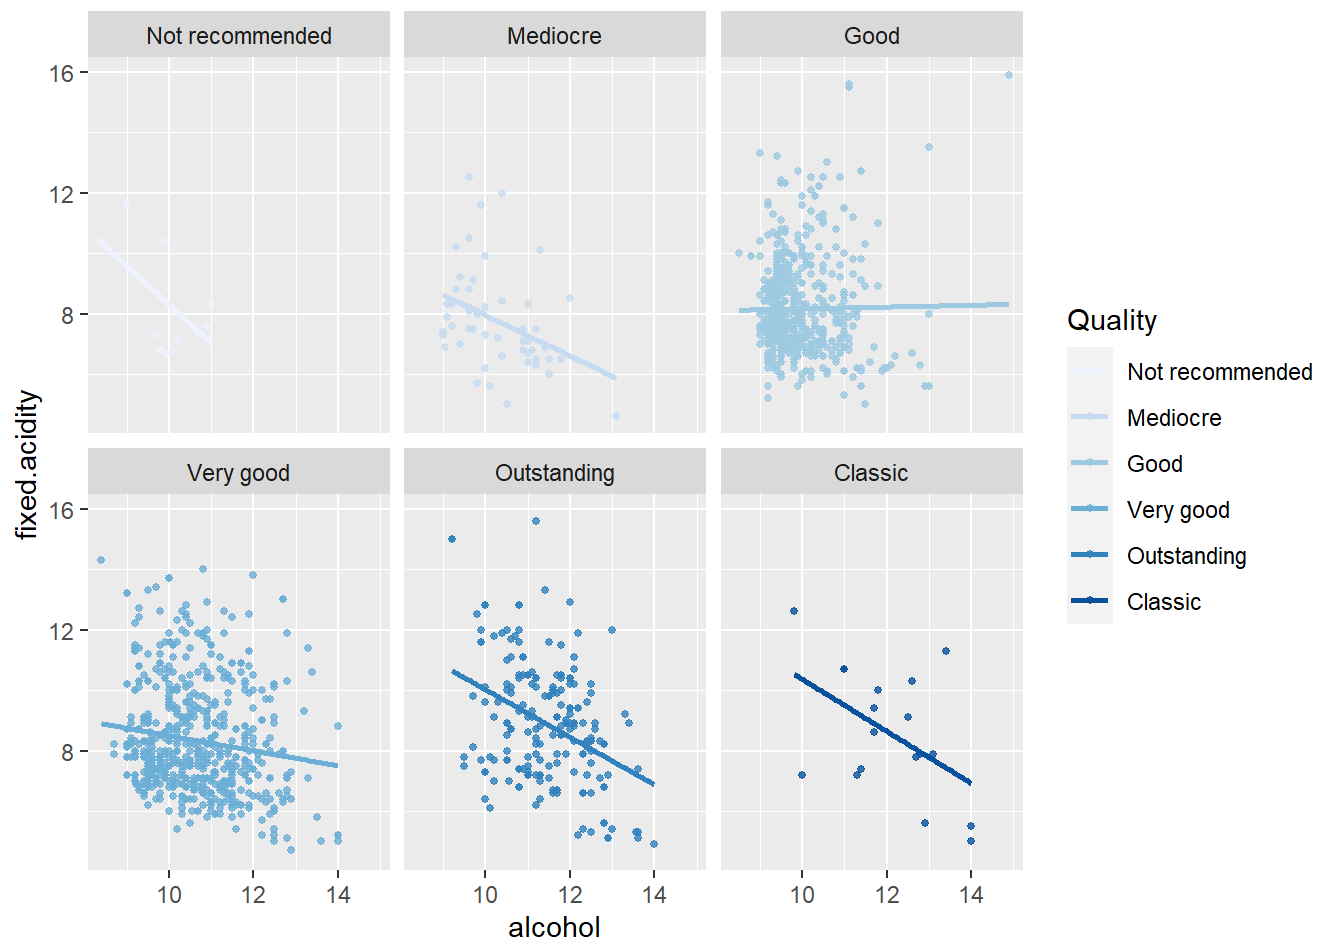 Not recommended
Mediocre
Good
16
12
8
Very good
Outstanding
Classic
16
12
8
10 12 14
10 12 14
10 12 14
alcohol
fixed.acidity
Quality
Not recommended
Mediocre
Good
Very good
Outstanding
Classic